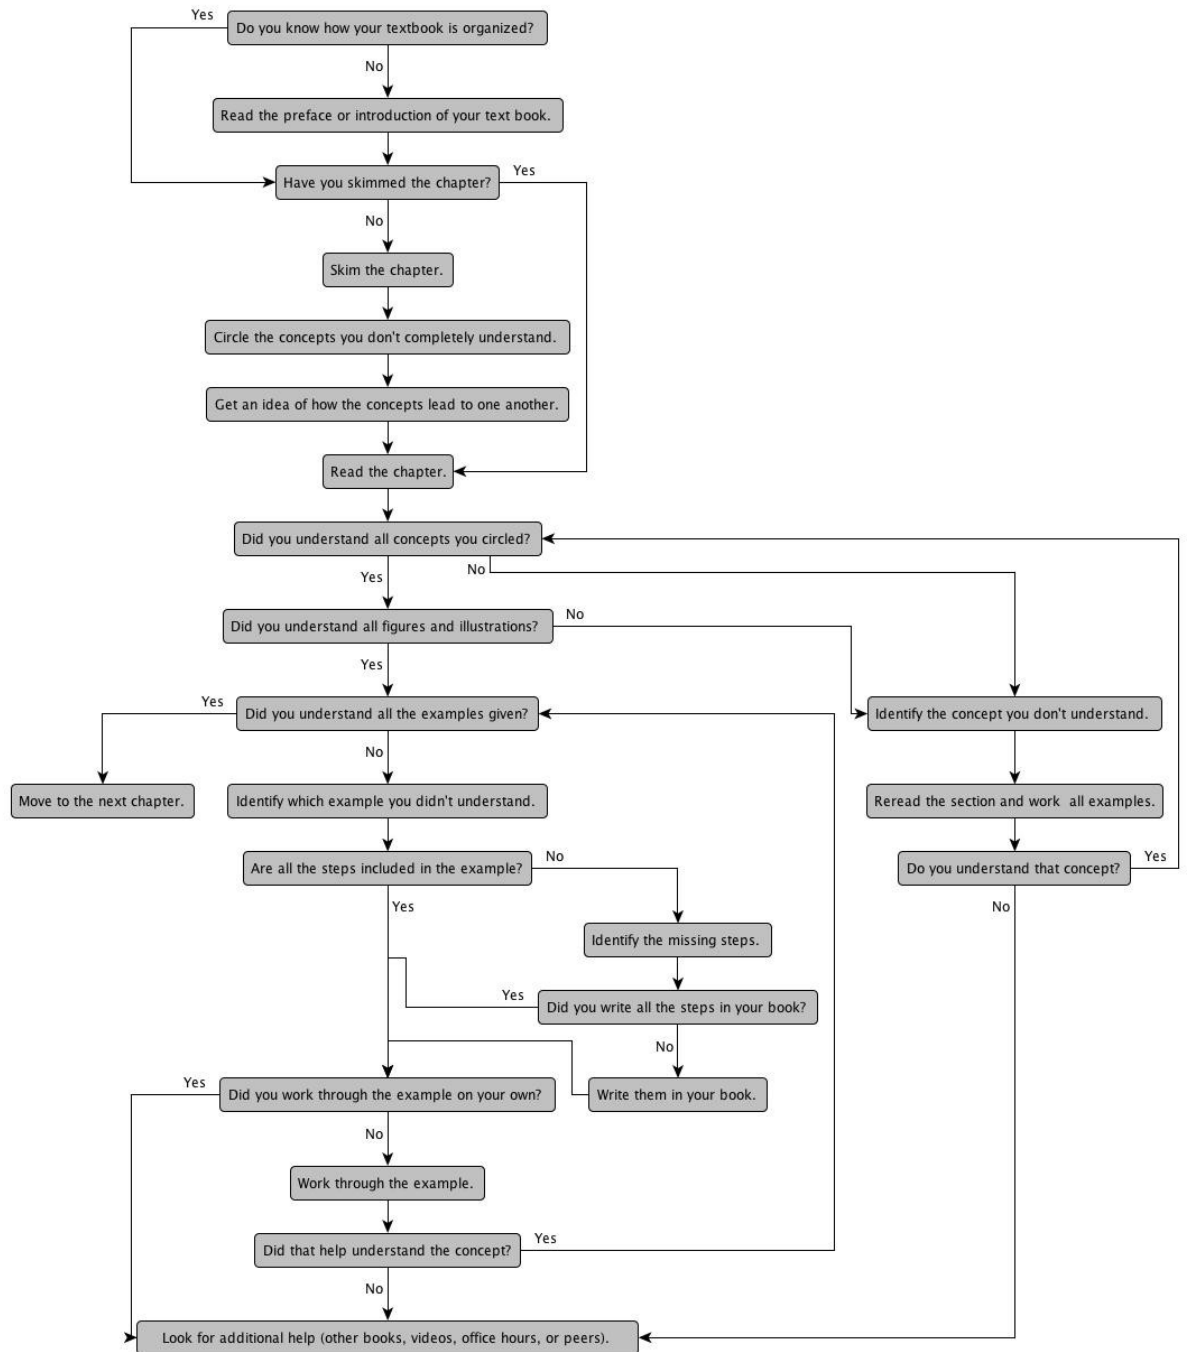 Yes
Do you know how your textbook is organized?
No
Read the preface or introduction of your text book.
Have you skimmed the chapter?
Yes
No
Skim the chapter.
Circle the concepts you don't completely understand.
Get an idea of how the concepts lead to one another.
Read the chapter.
Did you understand all concepts you circled?
No
Yes
Did you understand all figures and illustrations?
No
Yes
Yes
Did you understand all the examples given?
Identify the concept you don't understand.
No
Move to the next chapter.
Identify which example you didn't understand.
Reread the section and work all examples.
Are all the steps included in the example?
No
Do you understand that concept?
Yes
Yes
No
Identify the missing steps.
Yes
Did you write all the steps in your book?
No
Yes
Did you work through the example on your own?
Write them in your book.
No
Work through the example.
Did that help understand the concept?
Yes
No
Look for additional help (other books, videos, office hours, or peers).